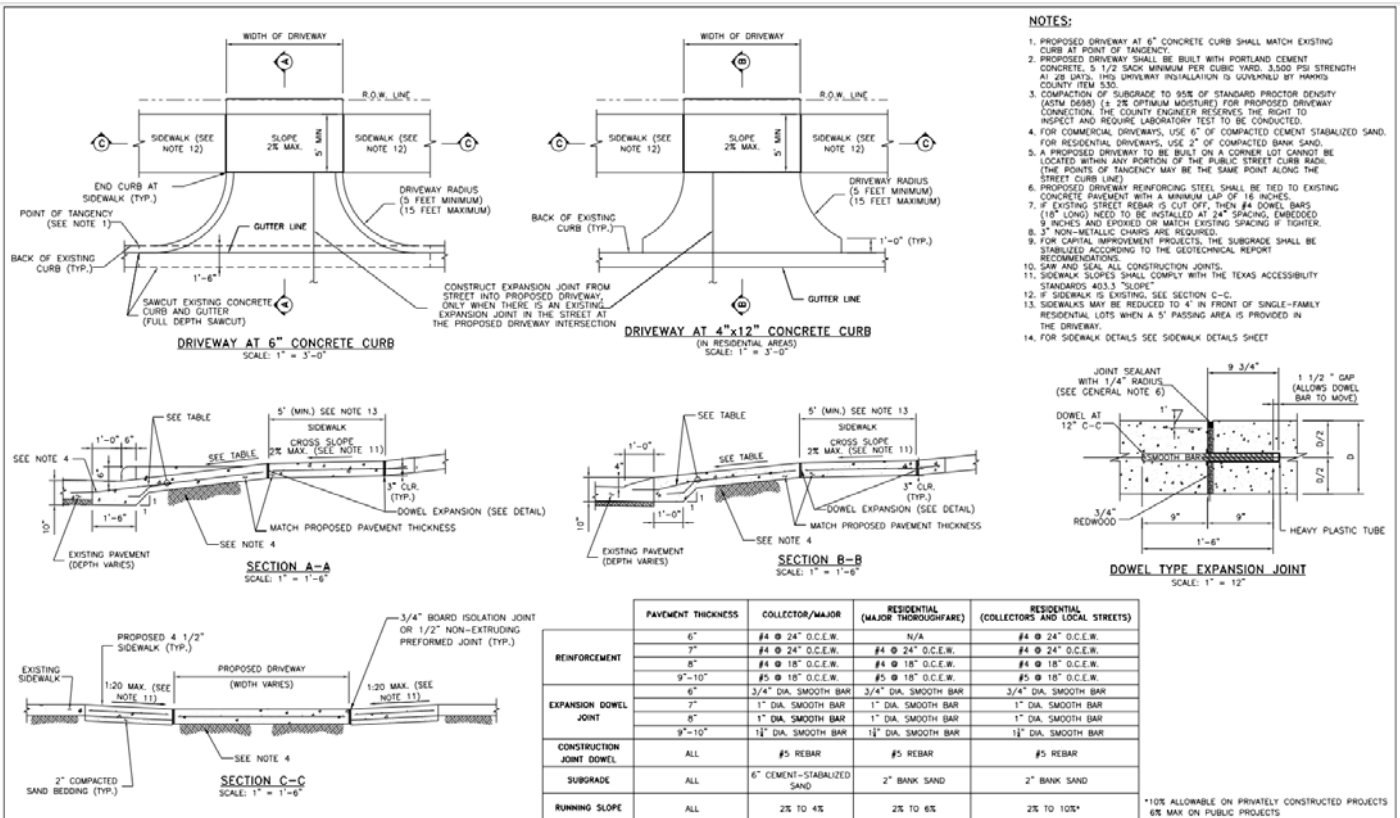 WIDTH OF DRIVEWAY
A
R.O.W. LINE
C
SIDEWALK (SEE
NOTE 12)
SLOPE
2% MAX.
5' MIN
SIDEWALK (SEE
NOTE 12)
C
END CURB AT
SIDEWALK (TYP.)
POINT OF TANGENCY
(SEE NOTE 1)
DRIVEWAY RADIUS
(5 FEET MINIMUM)
(15 FEET MAXIMUM)
GUTTER LINE
BACK OF EXISTING
CURB (TYP.)
1'-6"
SAWCUT EXISTING CONCRETE
CURB AND GUTTER
(FULL DEPTH SAWCUT)
A
CONSTRUCT EXPANSION JOINT FROM
STREET INTO PROPOSED DRIVEWAY,
ONLY WHEN THERE IS AN EXISTING
EXPANSION JOINT IN THE STREET AT
THE PROPOSED DRIVEWAY INTERSECTION
DRIVEWAY AT 6" CONCRETE CURB
SCALE: 1" = 3'-0"
WIDTH OF DRIVEWAY
B
R.O.W. LINE
C
SIDEWALK (SEE
NOTE 12)
SLOPE
2% MAX.
5' MIN
SIDEWALK (SEE
NOTE 12)
C
DRIVEWAY RADIUS
(5 FEET MINIMUM)
(15 FEET MAXIMUM)
BACK OF EXISTING
CURB (TYP.)
1'-0" (TYP.)
B
GUTTER LINE
DRIVEWAY AT 4"x12" CONCRETE CURB
(IN RESIDENTIAL AREAS)
SCALE: 1" = 3'-0"
NOTES:
1. PROPOSED DRIVEWAY AT 6" CONCRETE CURB SHALL MATCH EXISTING
CURB AT POINT OF TANGENCY.
2. PROPOSED DRIVEWAY SHALL BE BUILT WITH PORTLAND CEMENT
CONCRETE, 5 1/2 SACK MINIMUM PER CUBIC YARD. 3,500 PSI STRENGTH
AT 28 DAYS. THIS DRIVEWAY INSTALLATION IS GOVERNED BY HARRIS
COUNTY ITEM 530.
3. COMPACTION OF SUBGRADE TO 95% OF STANDARD PROCTOR DENSITY
(ASTM D698) (± 2% OPTIMUM MOISTURE) FOR PROPOSED DRIVEWAY
CONNECTION. THE COUNTY ENGINEER RESERVES THE RIGHT TO
INSPECT AND REQUIRE LABORATORY TEST TO BE CONDUCTED.
4. FOR COMMERCIAL DRIVEWAYS, USE 6" OF COMPACTED CEMENT STABALIZED SAND.
FOR RESIDENTIAL DRIVEWAYS, USE 2" OF COMPACTED BANK SAND.
5. A PROPOSED DRIVEWAY TO BE BUILT ON A CORNER LOT CANNOT BE
LOCATED WITHIN ANY PORTION OF THE PUBLIC STREET CURB RADII.
(THE POINTS OF TANGENCY MAY BE THE SAME POINT ALONG THE
STREET CURB LINE)
6. PROPOSED DRIVEWAY REINFORCING STEEL SHALL BE TIED TO EXISTING
CONCRETE PAVEMENT WITH A MINIMUM LAP OF 16 INCHES.
7. IF EXISTING STREET REBAR IS CUT OFF, THEN #4 DOWEL BARS
(18" LONG) NEED TO BE INSTALLED AT 24" SPACING, EMBEDDED
9 INCHES AND EPOXIED OR MATCH EXISTING SPACING IF TIGHTER.
8. 3" NON-METALLIC CHAIRS ARE REQUIRED.
9. FOR CAPITAL IMPROVEMENT PROJECTS, THE SUBGRADE SHALL BE
STABILIZED ACCORDING TO THE GEOTECHNICAL REPORT
RECOMMENDATIONS.
10. SAW AND SEAL ALL CONSTRUCTION JOINTS.
11. SIDEWALK SLOPES SHALL COMPLY WITH THE TEXAS ACCESSIBILITY
STANDARDS 403.3 "SLOPE"
12. IF SIDEWALK IS EXISTING, SEE SECTION C-C.
13. SIDEWALKS MAY BE REDUCED TO 4' IN FRONT OF SINGLE-FAMILY
RESIDENTIAL LOTS WHEN A 5' PASSING AREA IS PROVIDED IN
THE DRIVEWAY.
14. FOR SIDEWALK DETAILS SEE SIDEWALK DETAILS SHEET
SEE TABLE
5' (MIN.) SEE NOTE 13
SIDEWALK
1'-0" 6"
SEE NOTE 4
6"
SEE TABLE
CROSS SLOPE
2% MAX. (SEE NOTE 11)
3" CLR.
(TYP.)
10"
1
1
1'-6"
DOWEL EXPANSION (SEE DETAIL)
MATCH PROPOSED PAVEMENT THICKNESS
SEE NOTE 4
EXISTING PAVEMENT
(DEPTH VARIES)
SECTION A-A
SCALE: 1" = 1'-6"
SEE TABLE
5' (MIN.) SEE NOTE 13
SIDEWALK
1'-0"
4"
SEE TABLE
CROSS SLOPE
2% MAX. (SEE NOTE 11)
3" CLR.
(TYP.)
10"
1
1
1'-0"
DOWEL EXPANSION (SEE DETAIL)
MATCH PROPOSED PAVEMENT THICKNESS
SEE NOTE 4
EXISTING PAVEMENT
(DEPTH VARIES)
SECTION B-B
SCALE: 1" = 1'-6"
JOINT SEALANT
WITH 1/4" RADIUS
(SEE GENERAL NOTE 6)
9 3/4"
1 1/2 " GAP
(ALLOWS DOWEL
BAR TO MOVE)
DOWEL AT
12" C-C
1'
SMOOTH BAR
D/2
D/2
D
3/4"
REDWOOD
9"
9"
1'-6"
HEAVY PLASTIC TUBE
DOWEL TYPE EXPANSION JOINT
SCALE: 1" = 12"
3/4" BOARD ISOLATION JOINT
OR 1/2" NON-EXTRUDING
PREFORMED JOINT (TYP.)
PROPOSED 4 1/2"
SIDEWALK (TYP.)
EXISTING
SIDEWALK
1:20 MAX. (SEE
NOTE 11)
PROPOSED DRIVEWAY
(WIDTH VARIES)
1:20 MAX. (SEE
NOTE 11)
SEE NOTE 4
2" COMPACTED
SAND BEDDING (TYP.)
SECTION C-C
SCALE: 1" = 1'-6"
PAVEMENT THICKNESS COLLECTOR/MAJOR RESIDENTIAL (MAJOR THOROUGHFARE) RESIDENTIAL (COLLECTORS AND LOCAL STREETS)
REINFORCEMENT
6" #4 @ 24" O.C.E.W. N/A #4 @ 24" O.C.E.W.
7" #4 @ 24" O.C.E.W. #4 @ 24" O.C.E.W. #4 @ 24" O.C.E.W.
8" #4 @ 18" O.C.E.W. #4 @ 18" O.C.E.W. #4 @ 18" O.C.E.W.
9"-10" #5 @ 18" O.C.E.W. #5 @ 18" O.C.E.W. #5 @ 18" O.C.E.W.
EXPANSION DOWEL JOINT
6" 3/4" DIA. SMOOTH BAR 3/4" DIA. SMOOTH BAR 3/4" DIA. SMOOTH BAR
7" 1" DIA. SMOOTH BAR 1" DIA. SMOOTH BAR 1" DIA. SMOOTH BAR
8" 1" DIA. SMOOTH BAR 1" DIA. SMOOTH BAR 1" DIA. SMOOTH BAR
9"-10" 1¼" DIA. SMOOTH BAR 1¼" DIA. SMOOTH BAR 1¼" DIA. SMOOTH BAR
CONSTRUCTION JOINT DOWEL ALL #5 REBAR #5 REBAR #5 REBAR
SUBGRADE ALL 6" CEMENT-STABALIZED SAND 2" BANK SAND 2" BANK SAND
RUNNING SLOPE ALL 2% TO 4% 2% TO 6% 2% TO 10%*
*10% ALLOWABLE ON PRIVATELY CONSTRUCTED PROJECTS
6% MAX ON PUBLIC PROJECTS